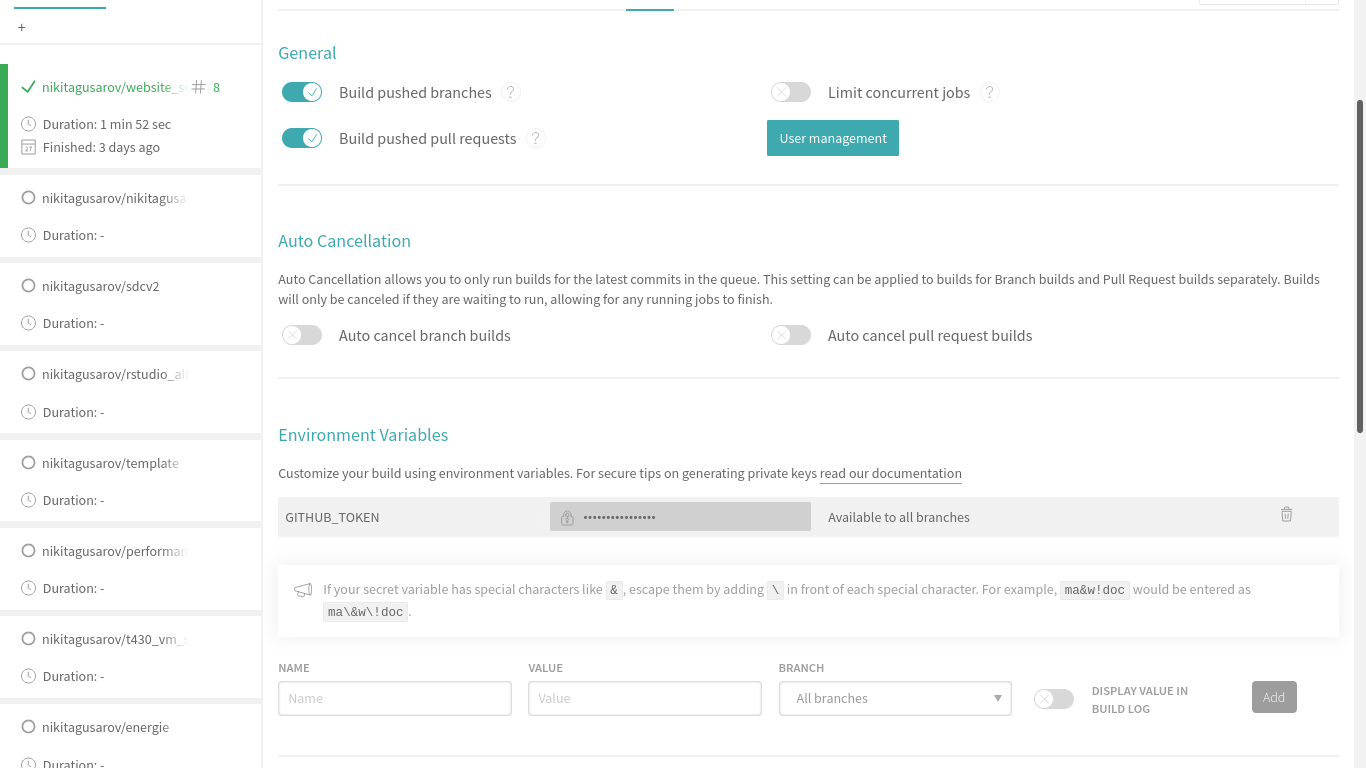 +
nikitagusarov/website_s # 8
Duration: 1 min 52 sec
27 Finished: 3 days ago
nikitagusarov/nikitagusa
Duration: -
nikitagusarov/sdcv2
Duration: -
nikitagusarov/rstudio_al
Duration: -
nikitagusarov/template
Duration: -
nikitagusarov/performan
Duration: -
nikitagusarov/t430_vm_s
Duration: -
nikitagusarov/energie
Duration: -
General
Build pushed branches ?
Limit concurrent jobs ?
Build pushed pull requests ?
User management
Auto Cancellation
Auto Cancellation allows you to only run builds for the latest commits in the queue. This setting can be applied to builds for Branch builds and Pull Request builds separately. Builds
will only be canceled if they are waiting to run, allowing for any running jobs to finish.
Auto cancel branch builds
Auto cancel pull request builds
Environment Variables
Customize your build using environment variables. For secure tips on generating private keys read our documentation
GITHUB_TOKEN •••••••••••••••• Available to all branches
If your secret variable has special characters like &, escape them by adding \ in front of each special character. For example, ma&w!doc would be entered as
ma\&w\!doc.
NAME VALUE BRANCH
Name Value All branches
DISPLAY VALUE IN
BUILD LOG
Add